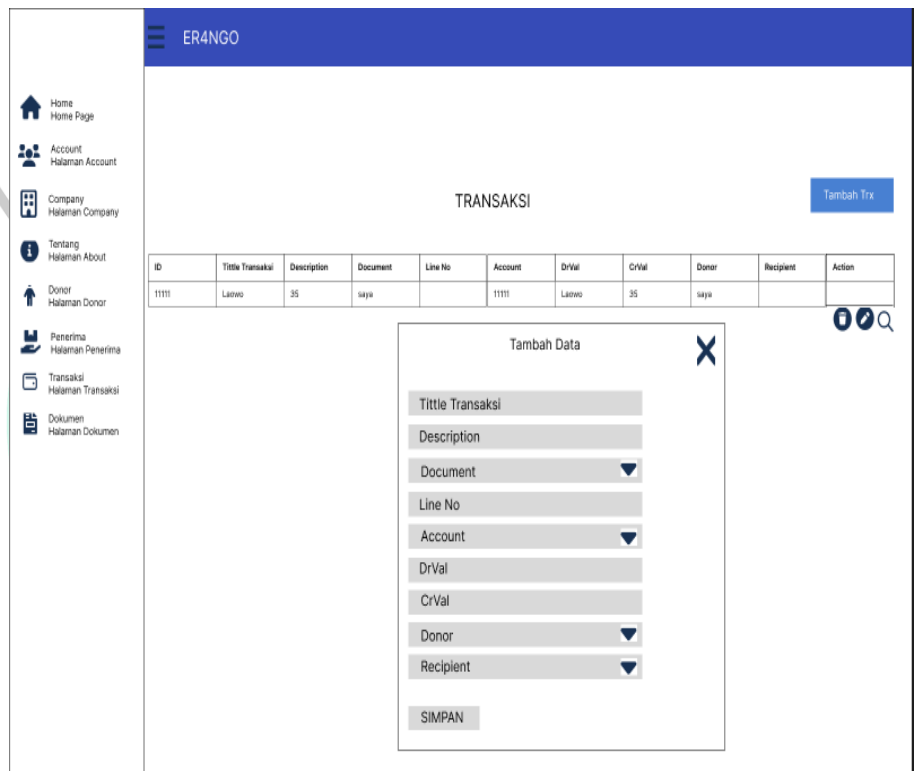 ER4NGO
Home
Home Page
Account
Halaman Account
Company
Halaman Company
Tentang
Halaman About
Donor
Halaman Donor
Penerima
Halaman Penerima
Transaksi
Halaman Transaksi
Dokumen
Halaman Dokumen
TRANSAKSI
Tambah Trx
ID Tittle Transaksi Description Document Line No Account DrVal CrVal Donor Recipient Action
11111 Laowo 35 saya 11111 Laowo 35 saya
Tambah Data
Tittle Transaksi
Description
Document
Line No
Account
DrVal
CrVal
Donor
Recipient
SIMPAN